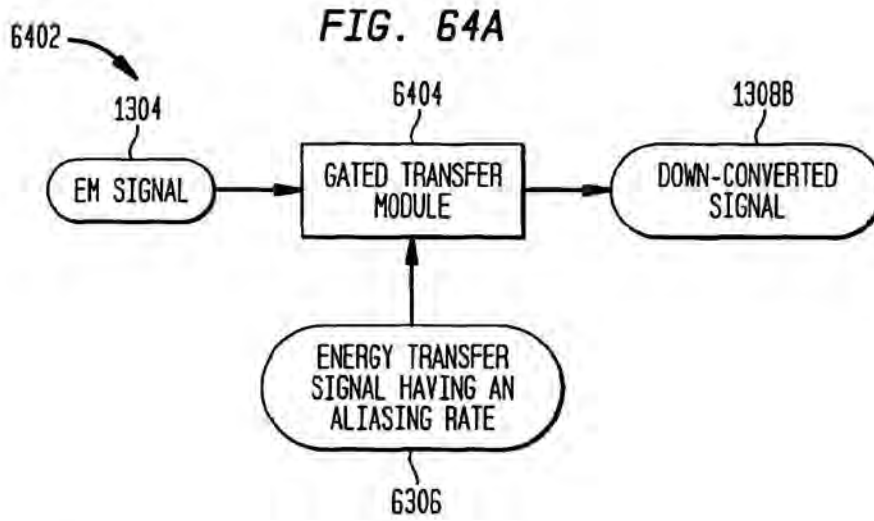 FIG. 64A
6402
1304
6404
1308B
EM SIGNAL
GATED TRANSFER
MODULE
DOWN-CONVERTED
SIGNAL
ENERGY TRANSFER
SIGNAL HAVING AN
ALIASING RATE
6306